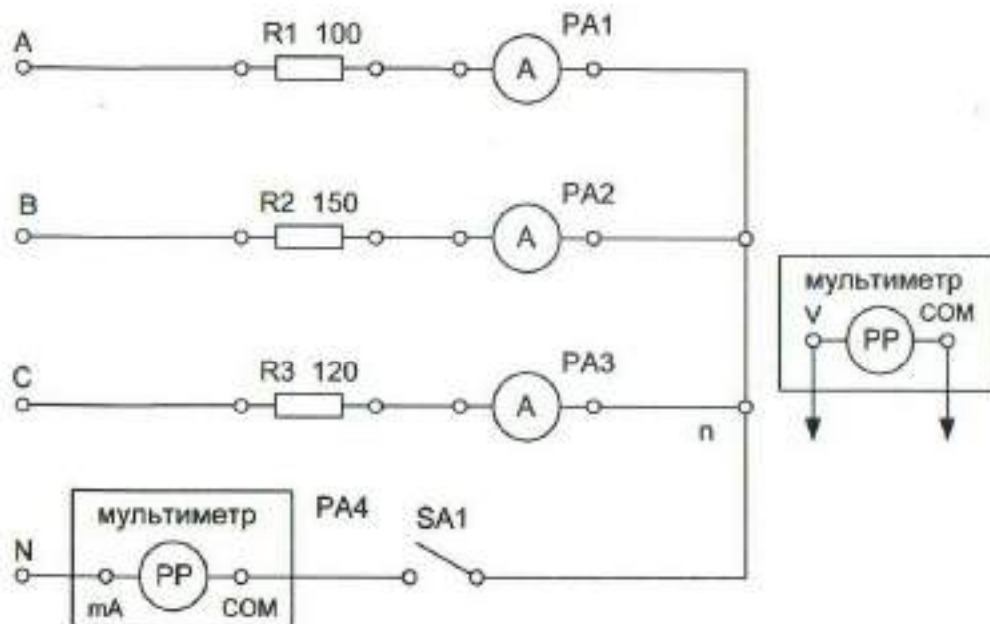 A
R1 100
PA1
A
B
R2 150
PA2
A
мультиметр
V
COM
PP
C
R3 120
PA3
A
n
мультиметр
PA4
SA1
N
PP
mA
COM